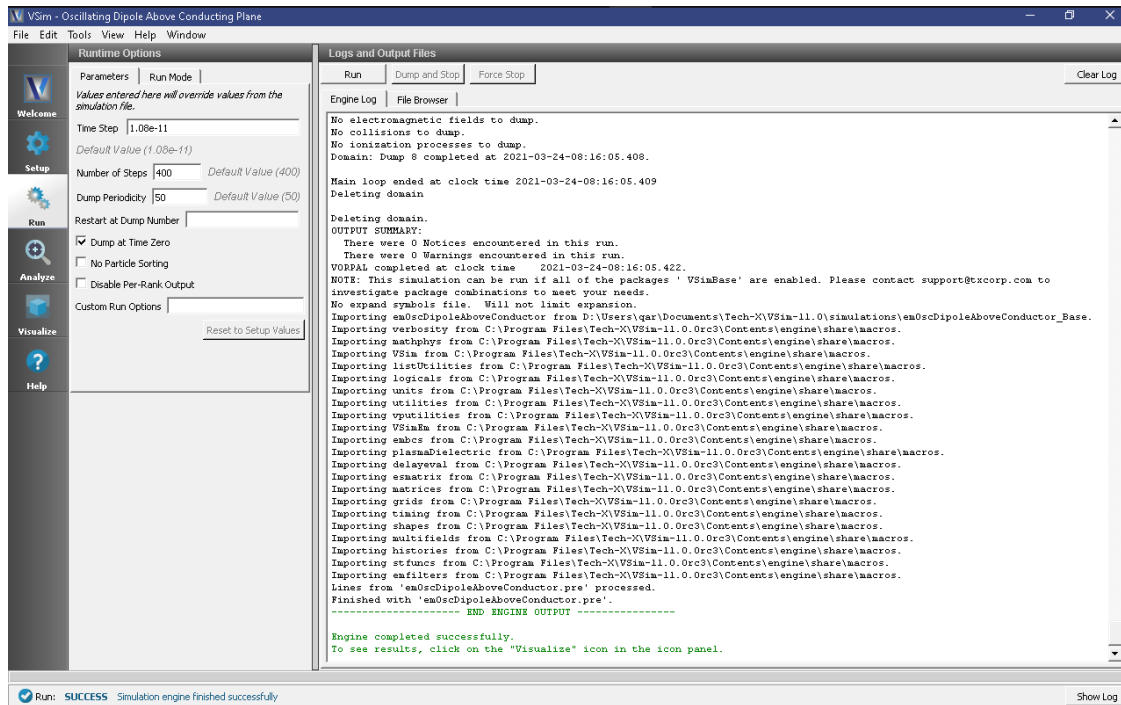 VSim - Oscillating Dipole Above Conducting Plane
File Edit Tools View Help Window
Runtime Options
Logs and Output Files
Welcome
Setup
Run
Analyze
Visualize
Help
Parameters
Run Mode
Values entered here will override values from the
simulation file.
Time Step 1.08e-11
Default Value (1.08e-11)
Number of Steps 400 Default Value (400)
Dump Periodicity 50 Default Value (50)
Restart at Dump Number
Dump at Time Zero
No Particle Sorting
Disable Per-Rank Output
Custom Run Options
Reset to Setup Values
Run Dump and Stop Force Stop Clear Log
Engine Log File Browser
No electromagnetic fields to dump.
No collisions to dump.
No ionization processes to dump.
Domain: Dump 8 completed at 2021-03-24-08:16:05.408.
Main loop ended at clock time 2021-03-24-08:16:05.409
Deleting domain
Deleting domain.
OUTPUT SUMMARY:
There were 0 Notices encountered in this run.
There were 0 Warnings encountered in this run.
VORPAL completed at clock time 2021-03-24-08:16:05.422.
NOTE: This simulation can be run if all of the packages ' VSimBase' are enabled. Please contact support@txcorp.com to
investigate package combinations to meet your needs.
No expand symbols file. Will not limit expansion.
Importing emOscDipoleAboveConductor from D:\Users\qar\Documents\Tech-X\VSim-11.0\simulations\emOscDipoleAboveConductor_Base.
Importing verbosity from C:\Program Files\Tech-X\VSim-11.0.0rc3\Contents\engine\share\macros.
Importing mathphys from C:\Program Files\Tech-X\VSim-11.0.0rc3\Contents\engine\share\macros.
Importing VSim from C:\Program Files\Tech-X\VSim-11.0.0rc3\Contents\engine\share\macros.
Importing listUtilities from C:\Program Files\Tech-X\VSim-11.0.0rc3\Contents\engine\share\macros.
Importing logicals from C:\Program Files\Tech-X\VSim-11.0.0rc3\Contents\engine\share\macros.
Importing units from C:\Program Files\Tech-X\VSim-11.0.0rc3\Contents\engine\share\macros.
Importing utilities from C:\Program Files\Tech-X\VSim-11.0.0rc3\Contents\engine\share\macros.
Importing vputilities from C:\Program Files\Tech-X\VSim-11.0.0rc3\Contents\engine\share\macros.
Importing VSimEm from C:\Program Files\Tech-X\VSim-11.0.0rc3\Contents\engine\share\macros.
Importing embcs from C:\Program Files\Tech-X\VSim-11.0.0rc3\Contents\engine\share\macros.
Importing plasmaDielectric from C:\Program Files\Tech-X\VSim-11.0.0rc3\Contents\engine\share\macros.
Importing delayeval from C:\Program Files\Tech-X\VSim-11.0.0rc3\Contents\engine\share\macros.
Importing esmatrix from C:\Program Files\Tech-X\VSim-11.0.0rc3\Contents\engine\share\macros.
Importing matrices from C:\Program Files\Tech-X\VSim-11.0.0rc3\Contents\engine\share\macros.
Importing grids from C:\Program Files\Tech-X\VSim-11.0.0rc3\Contents\engine\share\macros.
Importing timing from C:\Program Files\Tech-X\VSim-11.0.0rc3\Contents\engine\share\macros.
Importing shapes from C:\Program Files\Tech-X\VSim-11.0.0rc3\Contents\engine\share\macros.
Importing multifields from C:\Program Files\Tech-X\VSim-11.0.0rc3\Contents\engine\share\macros.
Importing histories from C:\Program Files\Tech-X\VSim-11.0.0rc3\Contents\engine\share\macros.
Importing stfuncs from C:\Program Files\Tech-X\VSim-11.0.0rc3\Contents\engine\share\macros.
Importing emfilters from C:\Program Files\Tech-X\VSim-11.0.0rc3\Contents\engine\share\macros.
Lines from 'emOscDipoleAboveConductor.pre' processed.
Finished with 'emOscDipoleAboveConductor.pre'.
--------------------- END ENGINE OUTPUT ----------------
Engine completed successfully.
To see results, click on the "Visualize" icon in the icon panel.
Run: SUCCESS Simulation engine finished successfully
Show Log